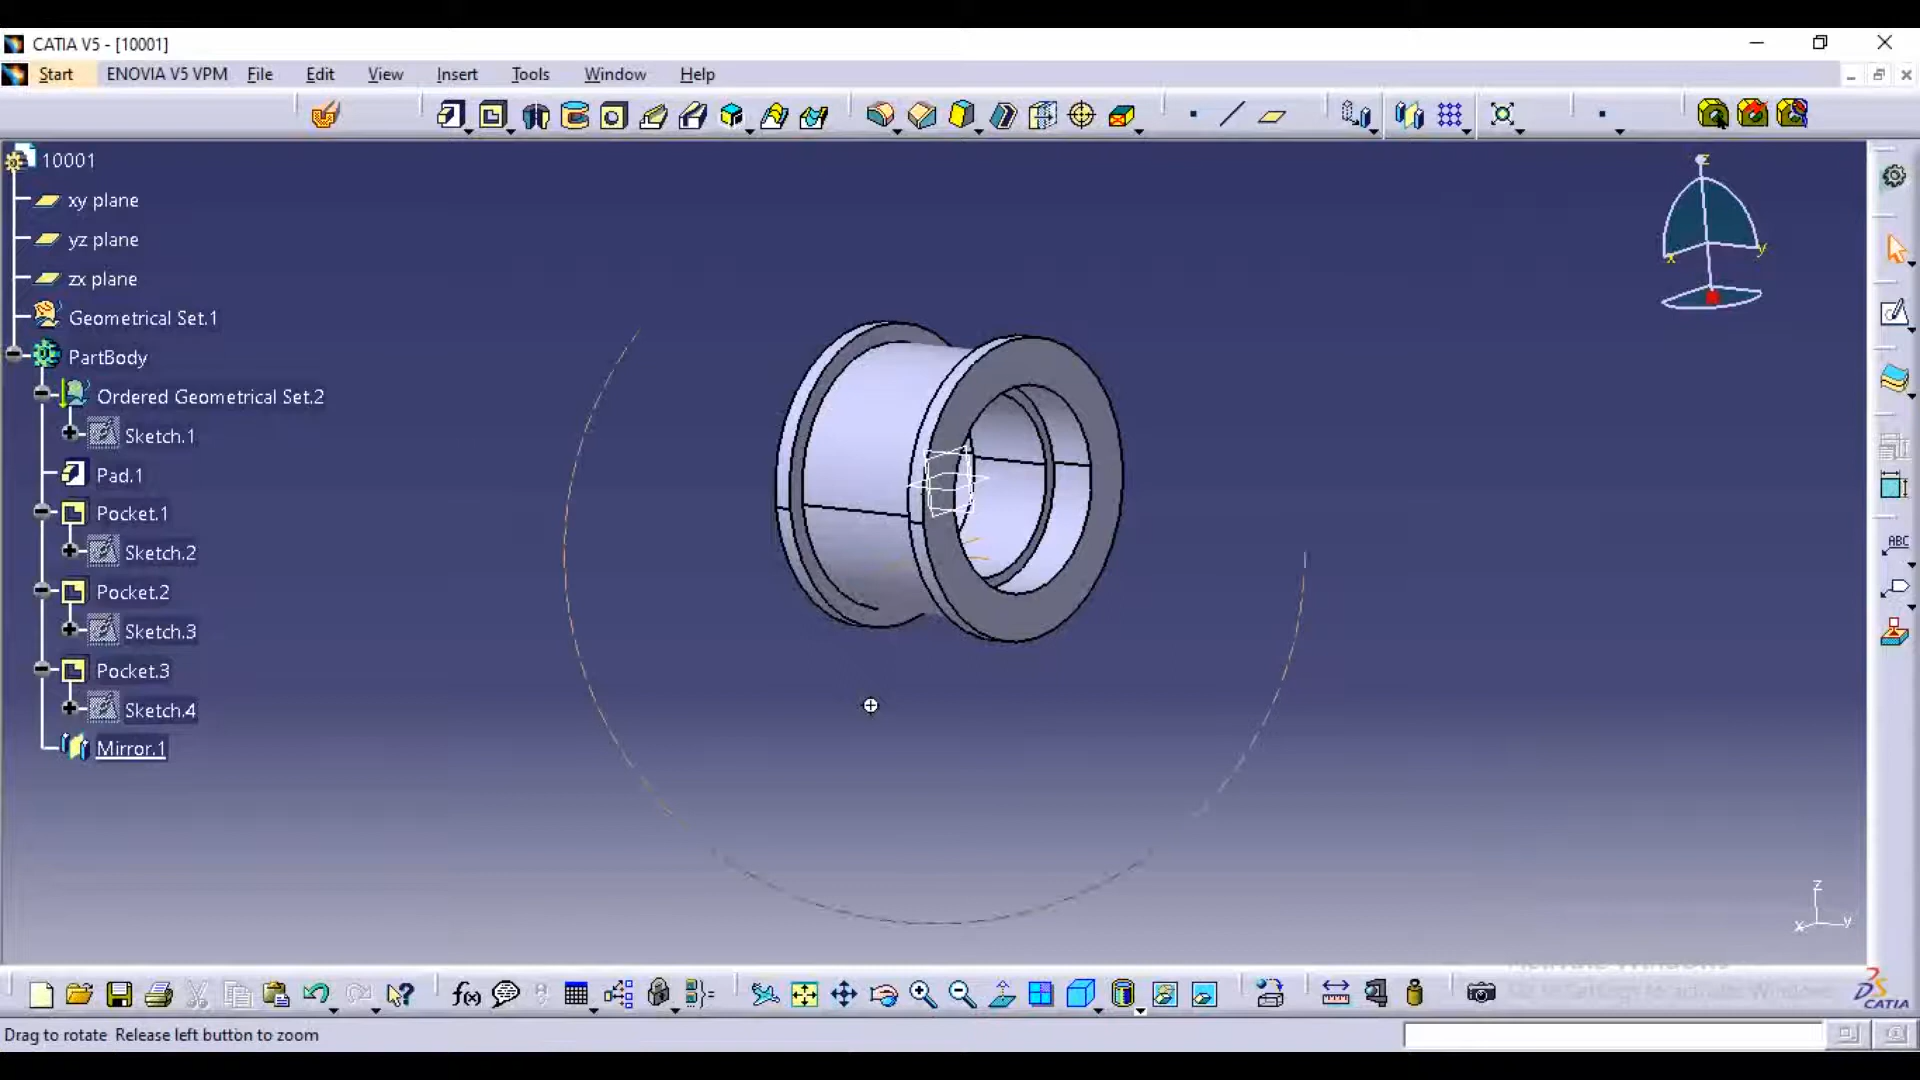 CATIA V5 - [10001]
Start ENOVIA V5 VPM File Edit View Insert Tools Window Help
10001
xy plane
yz plane
zx plane
Geometrical Set.1
PartBody
Ordered Geometrical Set.2
Sketch.1
Pad.1
Pocket.1
Sketch.2
Pocket.2
Sketch.3
Pocket.3
Sketch.4
Mirror.1
z
x
y
ABC
z
x
y
f(x)
CATIA
Drag to rotate Release left button to zoom